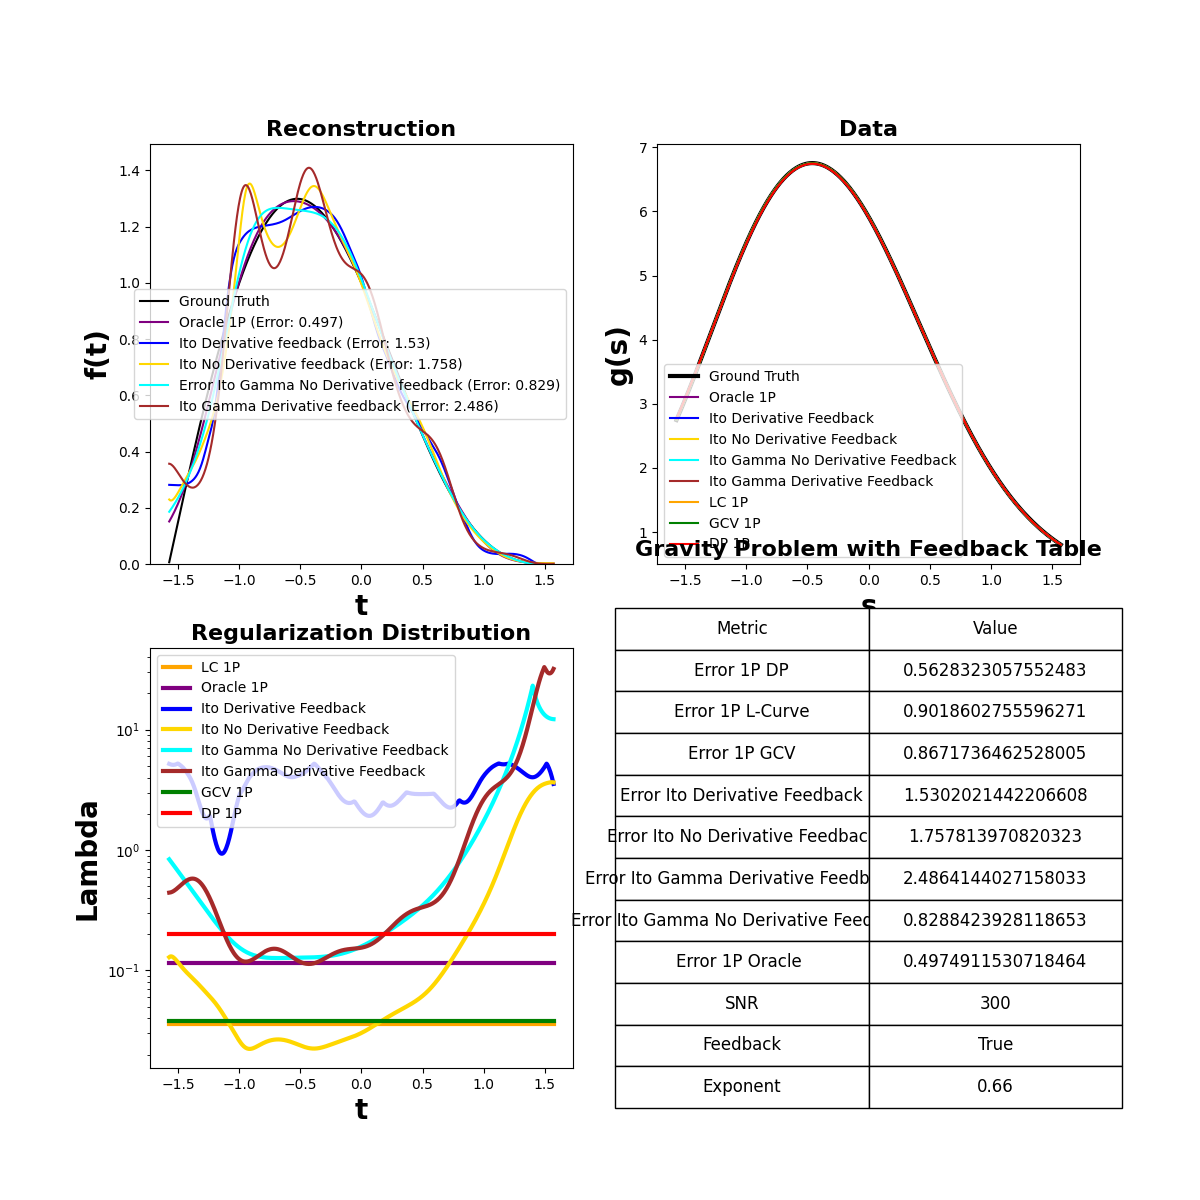 Reconstruction
1.4
1.2
1.0
0.8
0.6
0.4
0.2
0.0
f(t)
Ground Truth
Oracle 1P (Error: 0.497)
Ito Derivative feedback (Error: 1.53)
Ito No Derivative feedback (Error: 1.758)
Error Ito Gamma No Derivative feedback (Error: 0.829)
Ito Gamma Derivative feedback (Error: 2.486)
−1.5 −1.0 −0.5 0.0 0.5 1.0 1.5
t
Data
7
6
5
4
3
2
1
g(s)
Ground Truth
Oracle 1P
Ito Derivative Feedback
Ito No Derivative Feedback
Ito Gamma No Derivative Feedback
Ito Gamma Derivative Feedback
LC 1P
GCV 1P
DP 1P
−1.5 −1.0 −0.5 0.0 0.5 1.0 1.5
s
Regularization Distribution
10¹
10⁰
10⁻¹
Lambda
LC 1P
Oracle 1P
Ito Derivative Feedback
Ito No Derivative Feedback
Ito Gamma No Derivative Feedback
Ito Gamma Derivative Feedback
GCV 1P
DP 1P
−1.5 −1.0 −0.5 0.0 0.5 1.0 1.5
t
Gravity Problem with Feedback Table
Metric Value
Error 1P DP 0.5628323057552483
Error 1P L-Curve 0.9018602755596271
Error 1P GCV 0.8671736462528005
Error Ito Derivative Feedback 1.5302021442206608
Error Ito No Derivative Feedbac 1.757813970820323
Error Ito Gamma Derivative Feedb 2.4864144027158033
Error Ito Gamma No Derivative Feed 0.8288423928118653
Error 1P Oracle 0.4974911530718464
SNR 300
Feedback True
Exponent 0.66